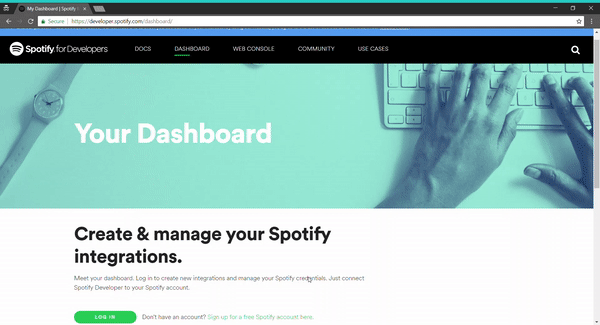 My Dashboard | Spotify
Secure https://developer.spotify.com/dashboard/
Spotify for Developers DOCS DASHBOARD WEB CONSOLE COMMUNITY USE CASES
Your Dashboard
Create & manage your Spotify
integrations.
Meet your dashboard. Log in to create new integrations and manage your Spotify credentials. Just connect
Spotify Developer to your Spotify account.
LOG IN Don't have an account? Sign up for a free Spotify account here.